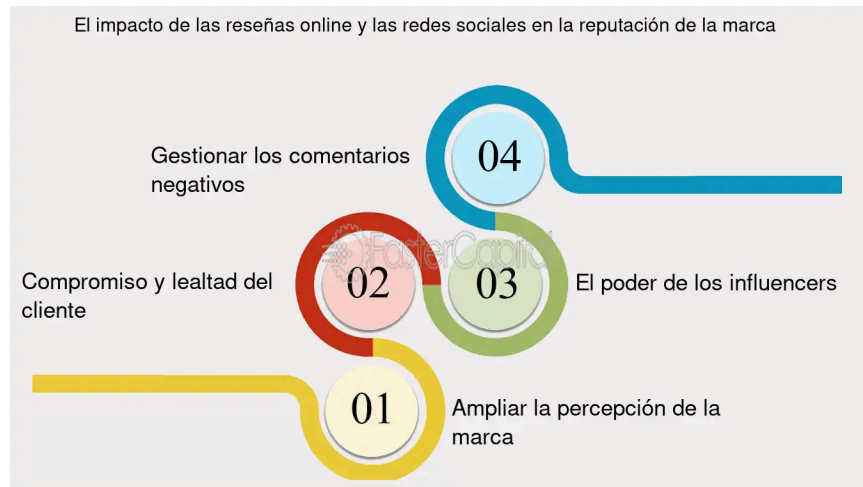 El impacto de las reseñas online y las redes sociales en la reputación de la marca
04
Gestionar los comentarios
negativos
FasterCapital
02
03
Compromiso y lealtad del
cliente
El poder de los influencers
01
Ampliar la percepción de la
marca